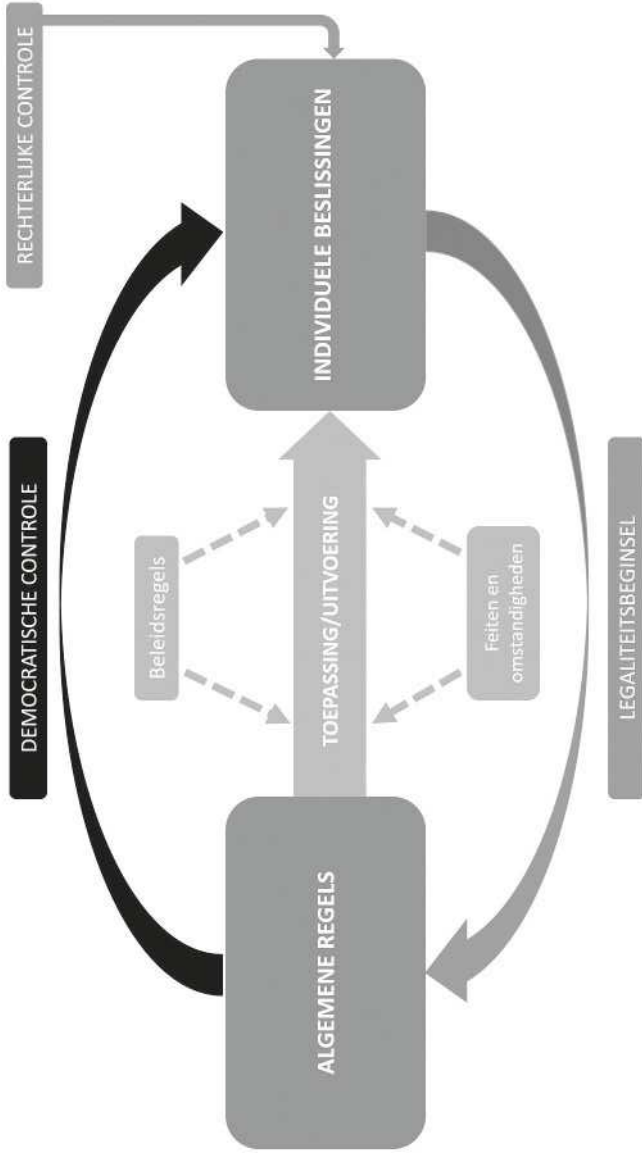 RECHTERLIJKE CONTROLE
DEMOCRATISCHE CONTROLE
Beleidsregels
ALGEMENE REGELS
TOEPASSING/UITVOERING
INDIVIDUELE BESLISSINGEN
Feiten en
omstandigheden
LEGALITEITSBEGINSEL